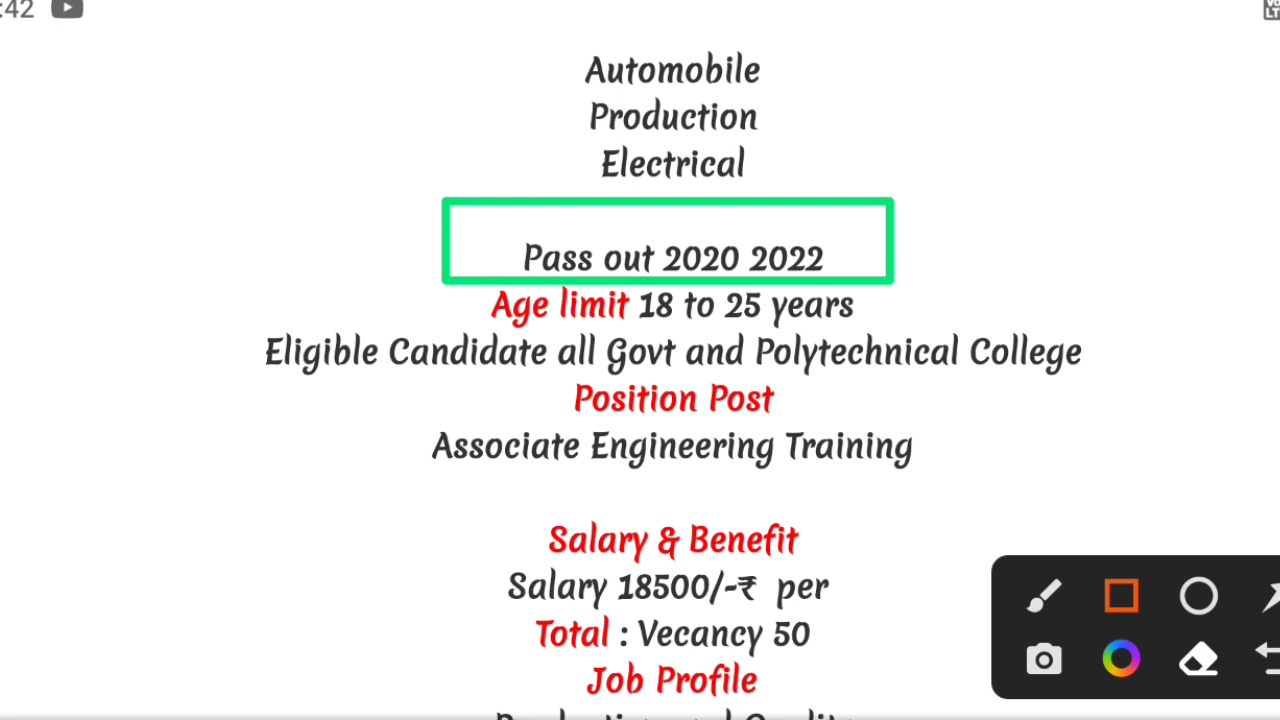 :42
Automobile
Production
Electrical
Pass out 2020 2022
Age limit 18 to 25 years
Eligible Candidate all Govt and Polytechnical College
Position Post
Associate Engineering Training
Salary & Benefit
Salary 18500/-₹ per
Total : Vecancy 50
Job Profile